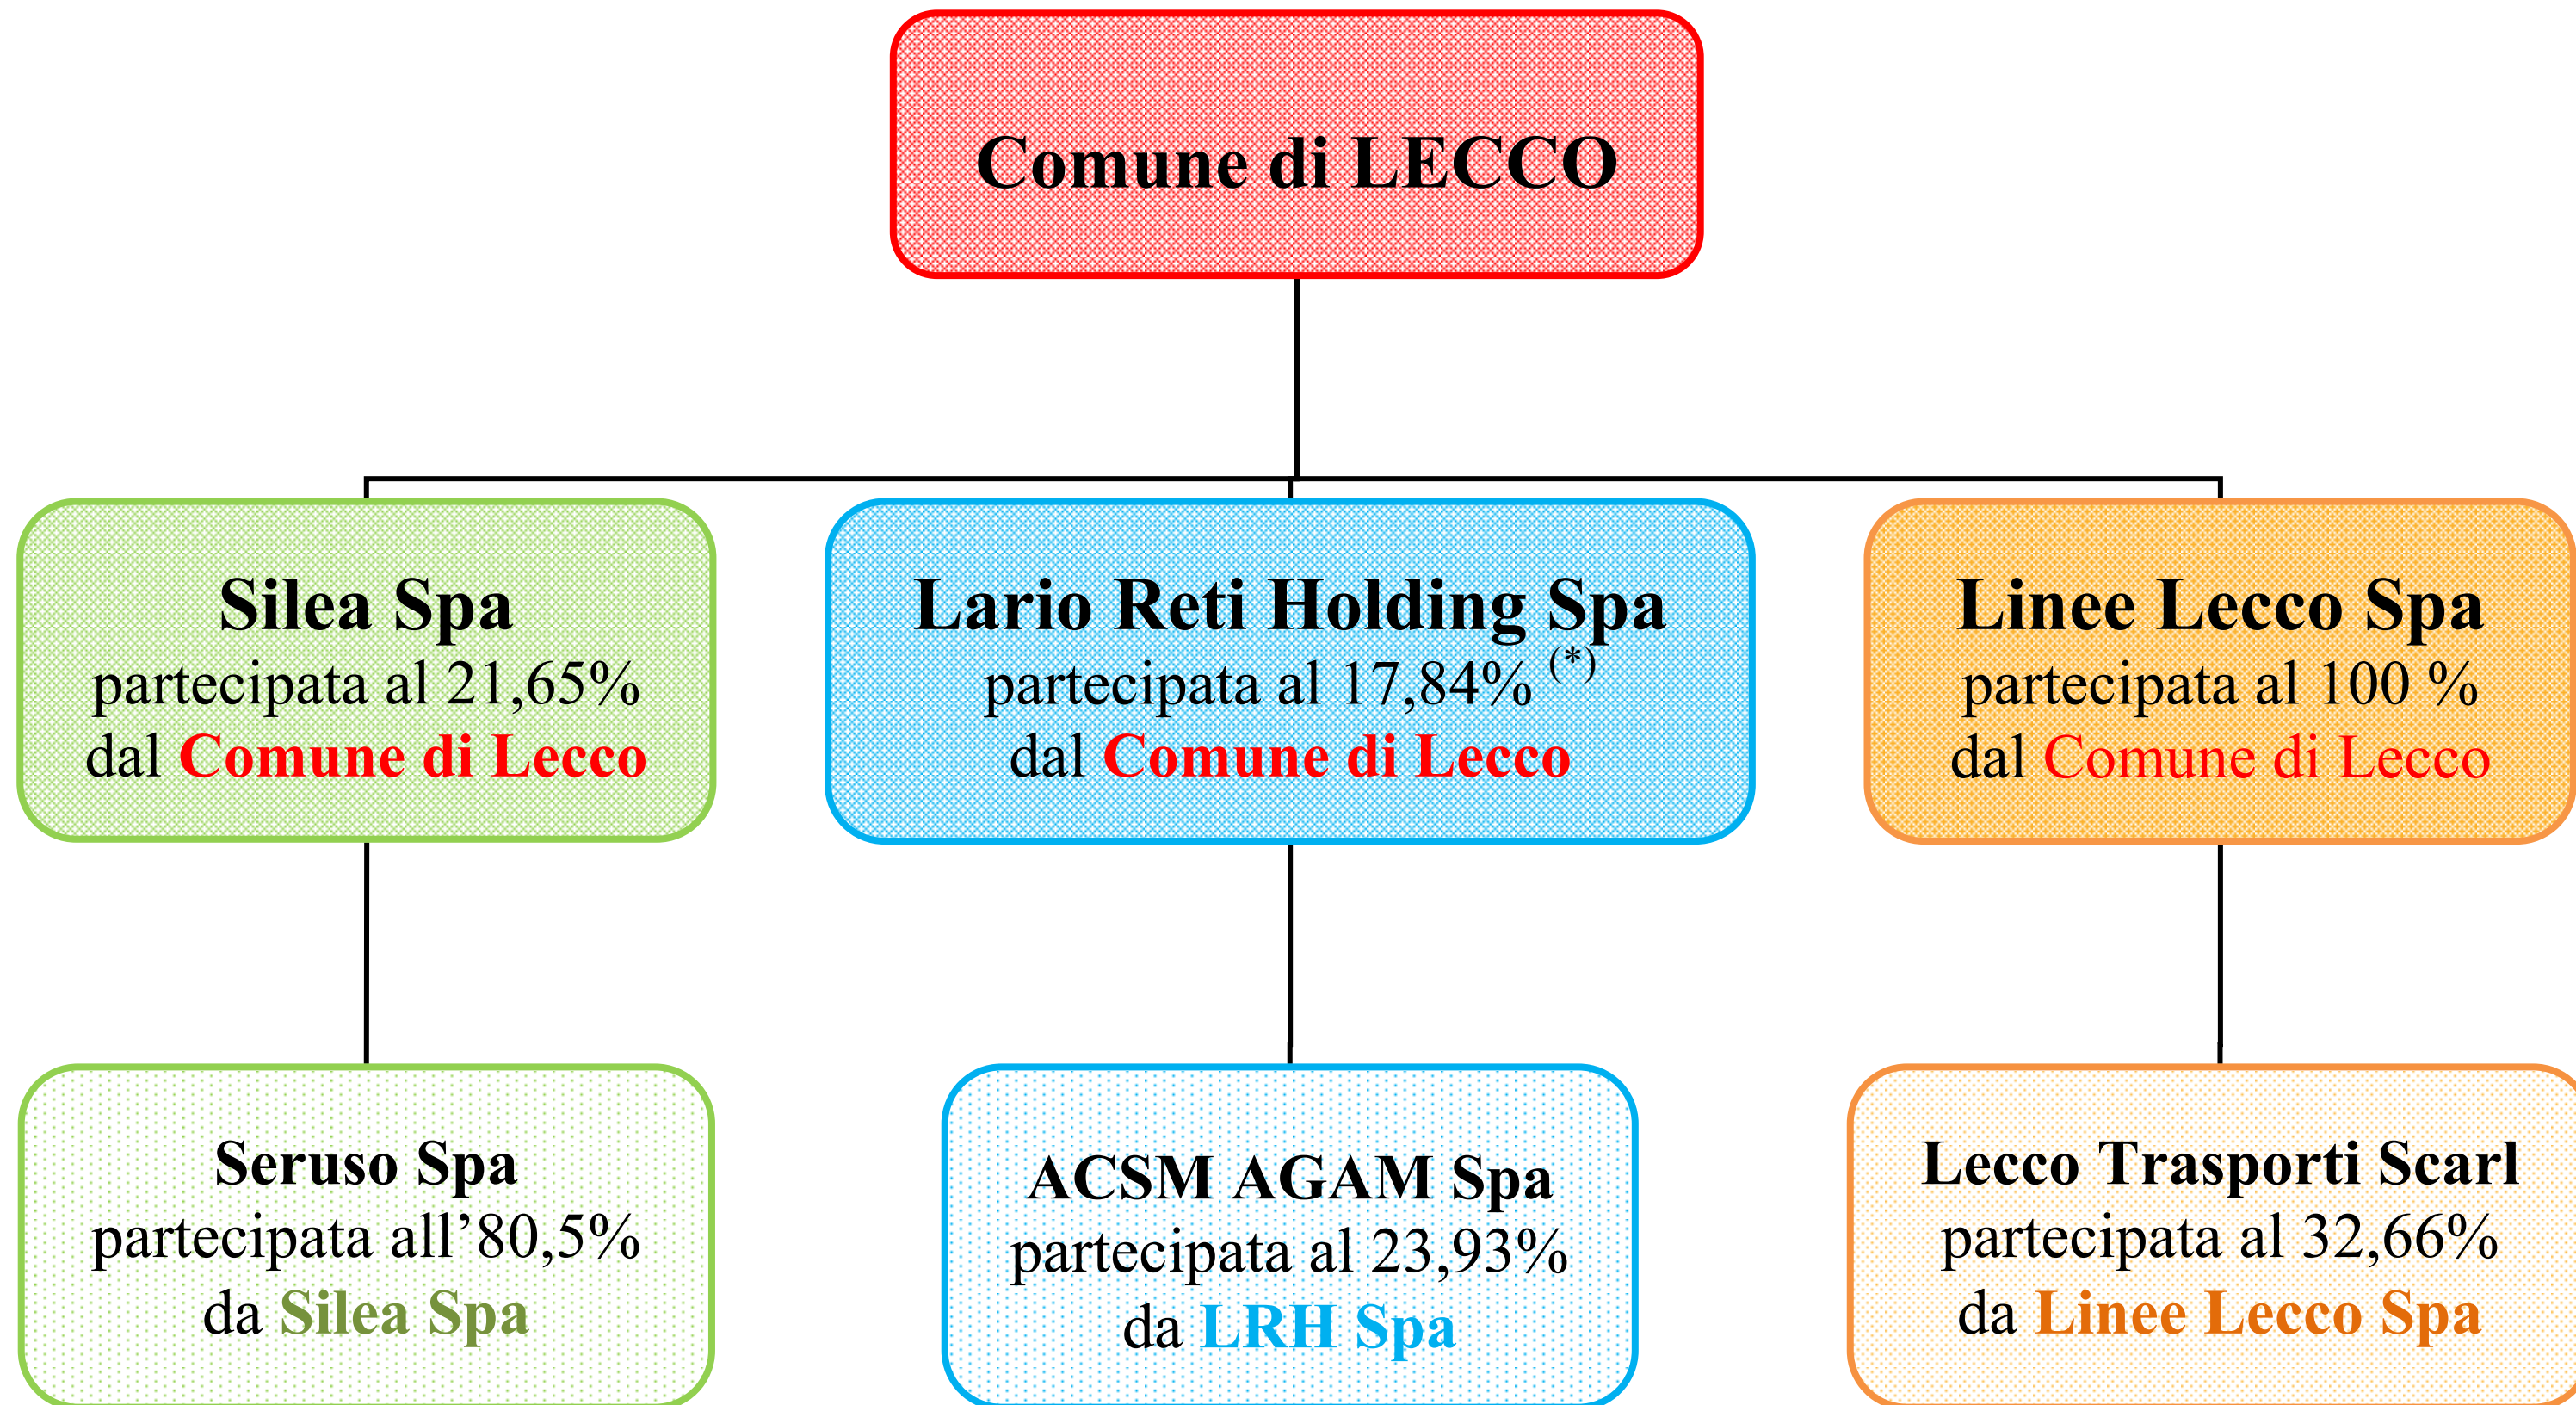 Comune di LECCO
Silea Spa
partecipata al 21,65%
dal Comune di Lecco
Lario Reti Holding Spa
partecipata al 17,84% (*)
dal Comune di Lecco
Linee Lecco Spa
partecipata al 100 %
dal Comune di Lecco
Seruso Spa
partecipata all’80,5%
da Silea Spa
ACSM AGAM Spa
partecipata al 23,93%
da LRH Spa
Lecco Trasporti Scarl
partecipata al 32,66%
da Linee Lecco Spa